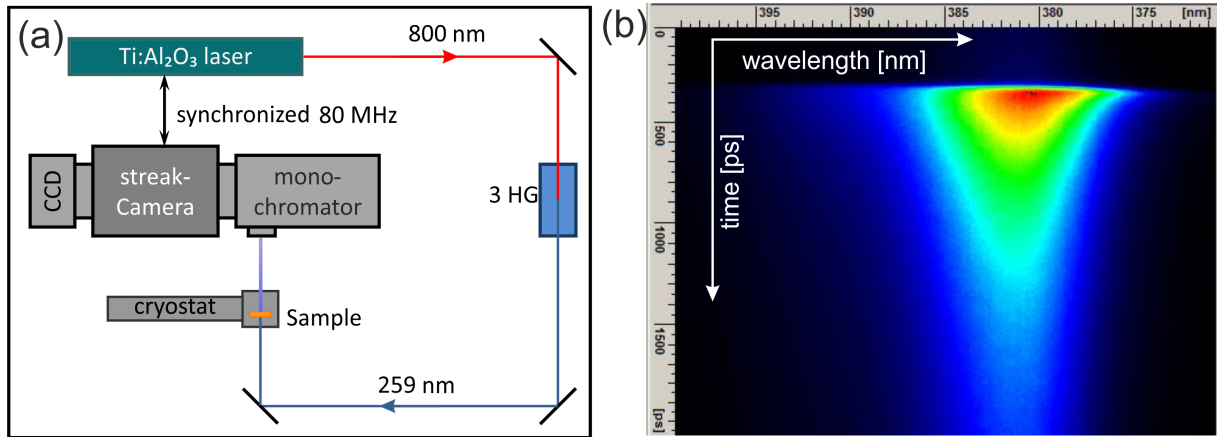 (a)
Ti:Al₂O₃ laser
800 nm
synchronized 80 MHz
CCD
streak-
Camera
mono-
chromator
3 HG
cryostat
Sample
259 nm
(b)
395
390
385
380
375
[nm]
0
500
1000
1500
[ps]
wavelength [nm]
time [ps]